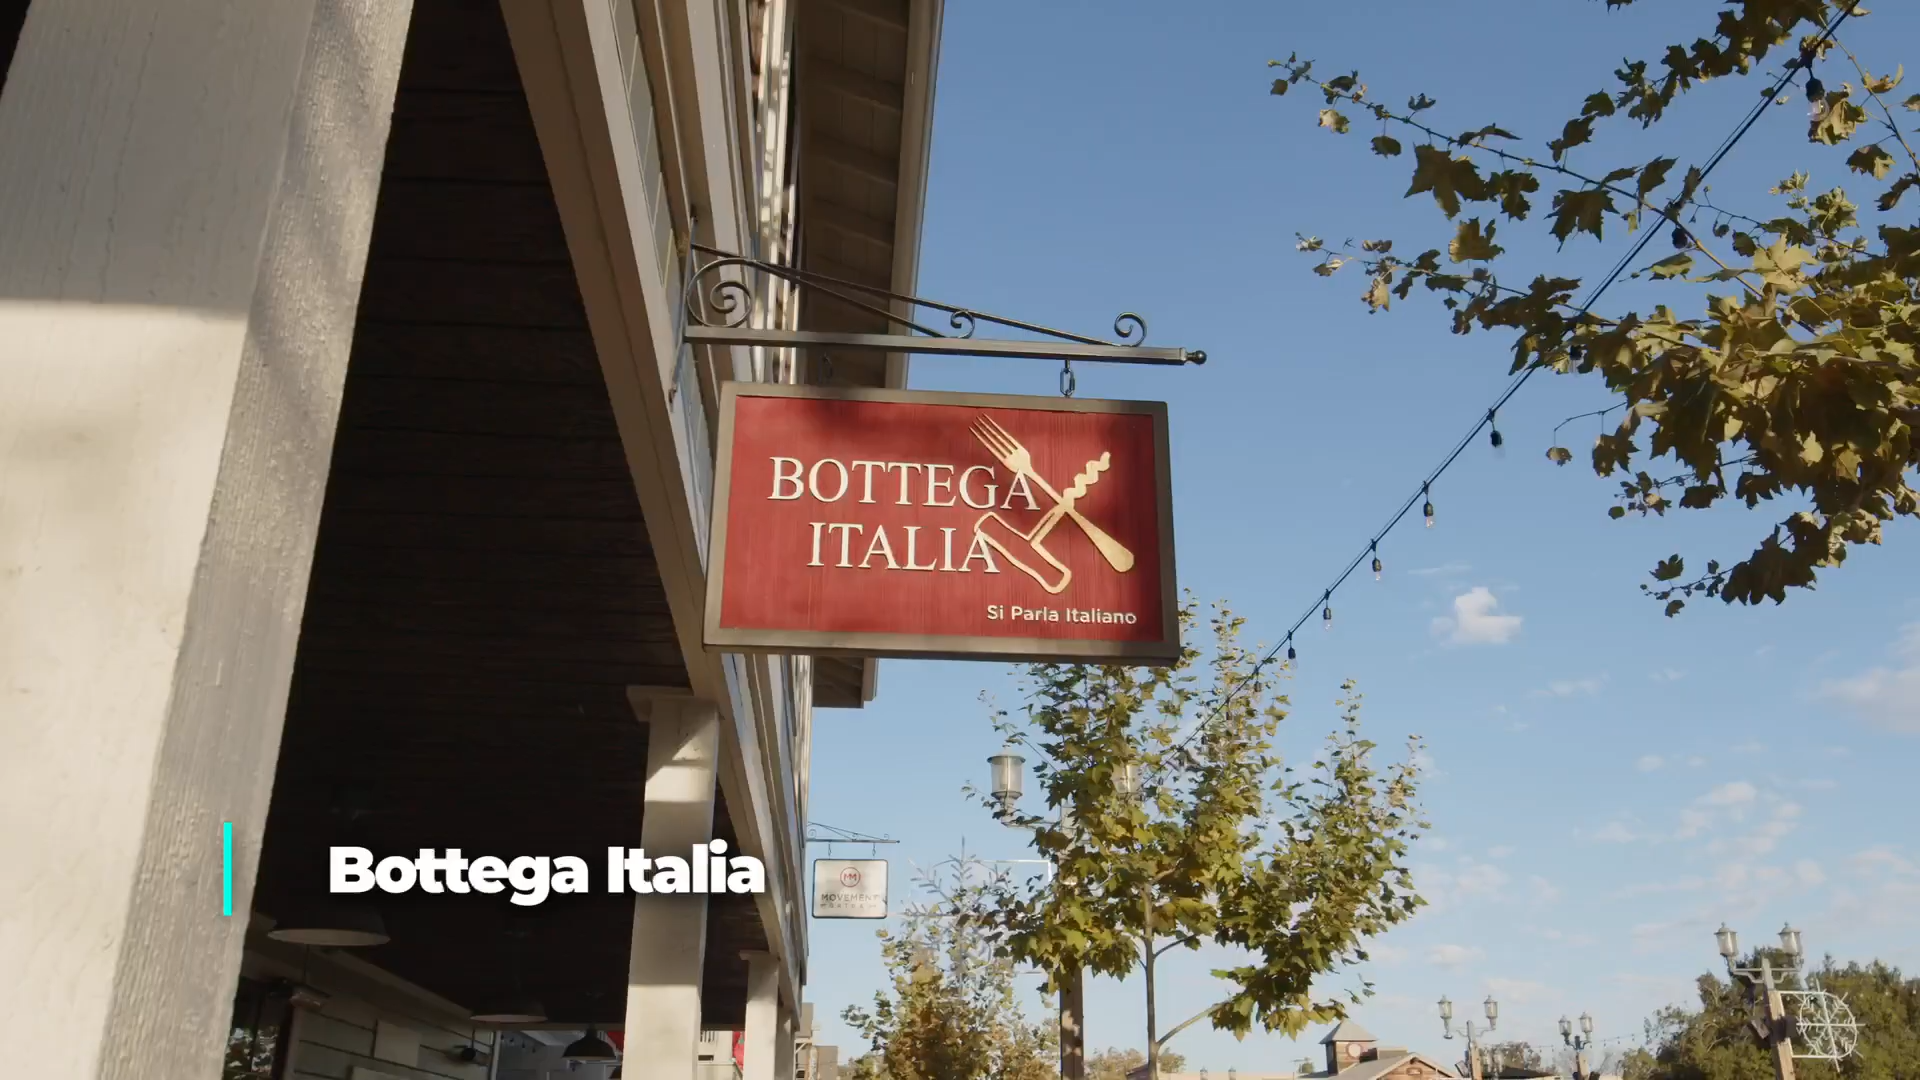 BOTTEGA
ITALIA
Si Parla Italiano
Bottega Italia
MOVEMENT